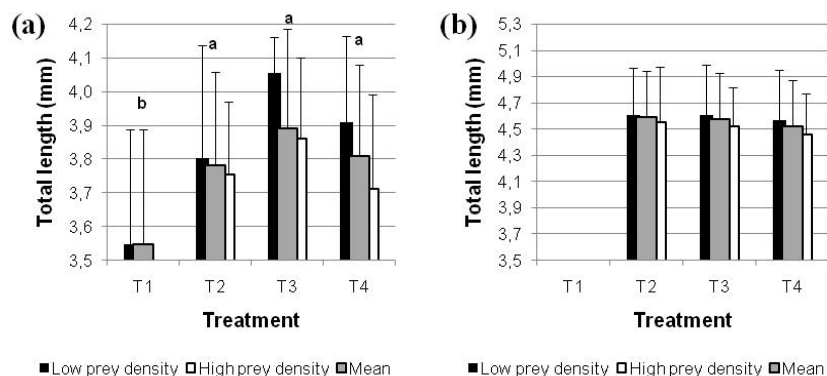 (a)
Total length (mm)
4,2
4,1
4,0
3,9
3,8
3,7
3,6
3,5
b
a
a
a
T1 T2 T3 T4
Treatment
■Low prey density □High prey density ■Mean
(b)
Total length (mm)
5,3
5,1
4,9
4,7
4,5
4,3
4,1
3,9
3,7
3,5
T1 T2 T3 T4
Treatment
■Low prey density □High prey density ■Mean